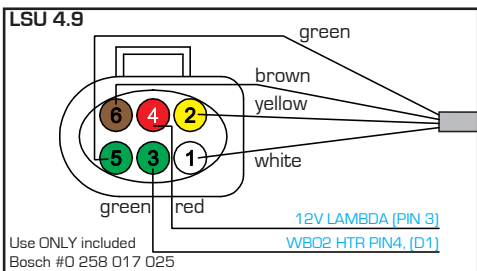 LSU 4.9
green
brown
yellow
6 4 2
5 3 1
white
green red
12V LAMBDA (PIN 3)
Use ONLY included
WBO2 HTR PIN4, (D1)
Bosch #0 258 017 025